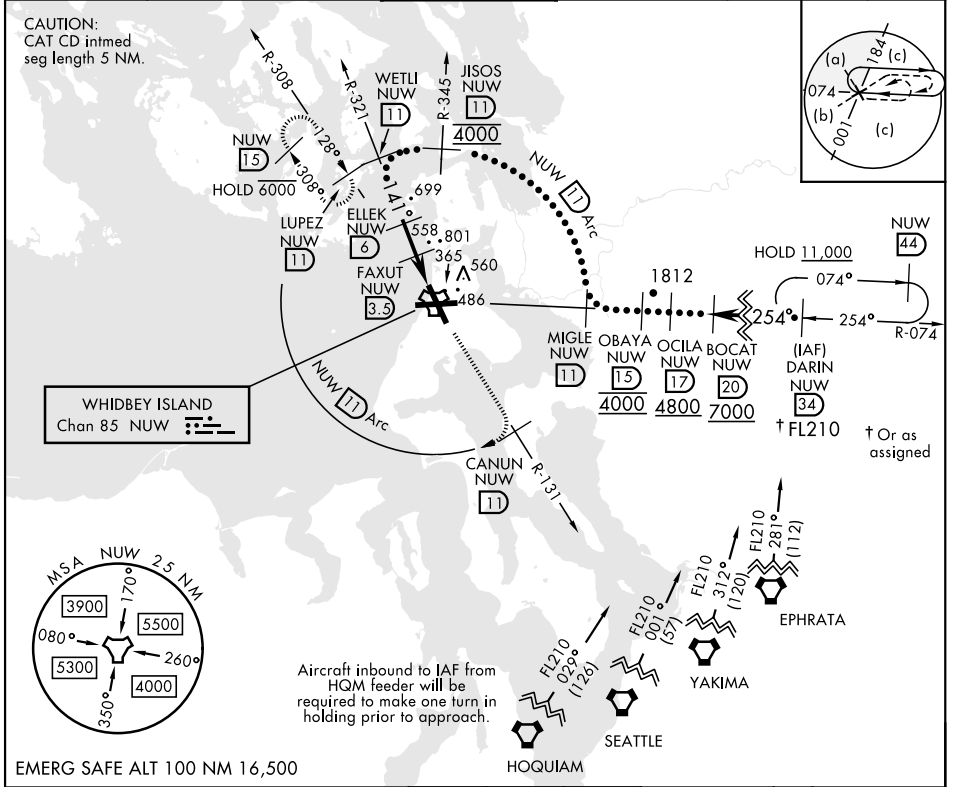 CAUTION:
CAT CD intmed
seg length 5 NM.
R-308
R-321
WETLI
NUW
11
R-345
JISOS
NUW
11
4000
(a)
184
(c)
074
(b)
001
(c)
NUW
15
HOLD 6000
128°
308°
LUPEZ
NUW
11
141°
699
ELLEK
NUW
6
558
801
365
560
486
FAXUT
NUW
3.5
NUW 11 Arc
1812
HOLD 11,000
NUW
44
074°
254°
254°
R-074
MIGLE
NUW
11
OBAYA
NUW
15
4000
OCILA
NUW
17
4800
BOCAT
NUW
20
7000
(IAF)
DARIN
NUW
34
† FL210
† Or as
assigned
WHIDBEY ISLAND
Chan 85 NUW
NUW 11 Arc
CANUN
NUW
11
R-131
MSA NUW 25 NM
3900
170°
5500
080°
260°
5300
4000
350°
Aircraft inbound to IAF from
HQM feeder will be
required to make one turn in
holding prior to approach.
FL210
029°
(126)
HOQUIAM
FL210
001°
(57)
SEATTLE
FL210
312°
(120)
YAKIMA
FL210
281°
(112)
EPHRATA
EMERG SAFE ALT 100 NM 16,500